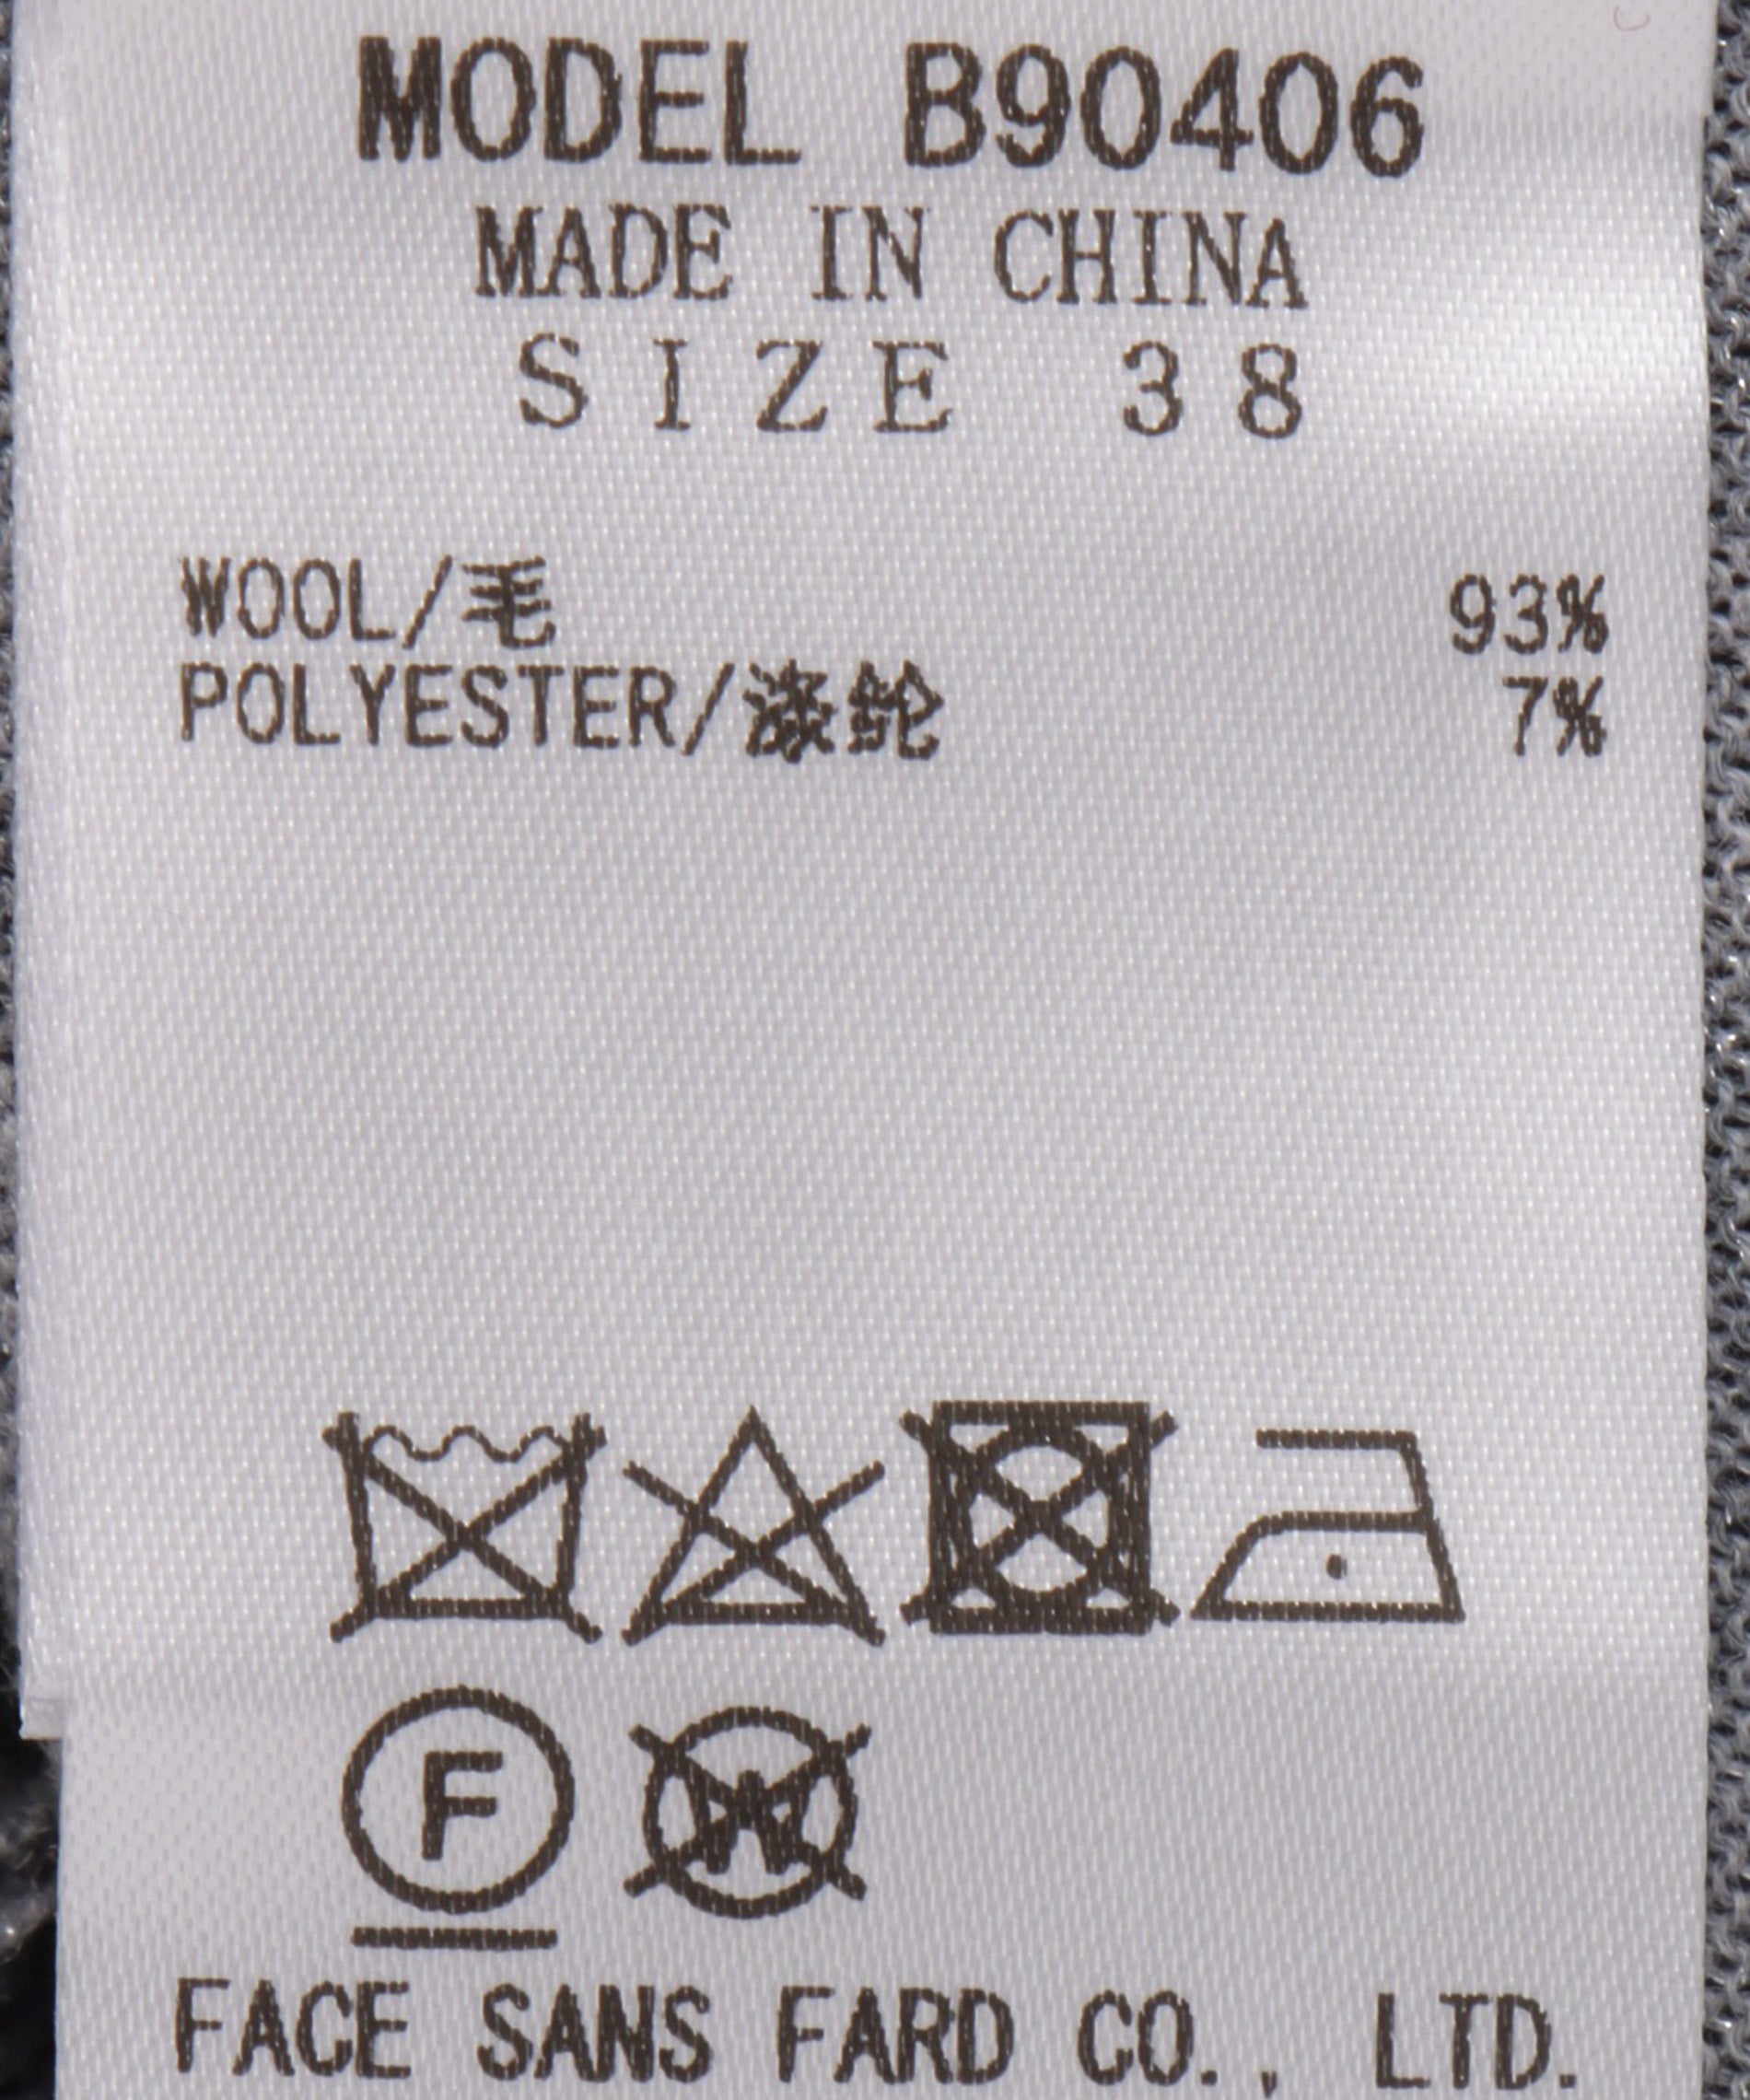 MODEL B90406
MADE IN CHINA
SIZE 38
WOOL/毛 93%
POLYESTER/涤纶 7%
F
W
FACE SANS FARD CO., LTD.